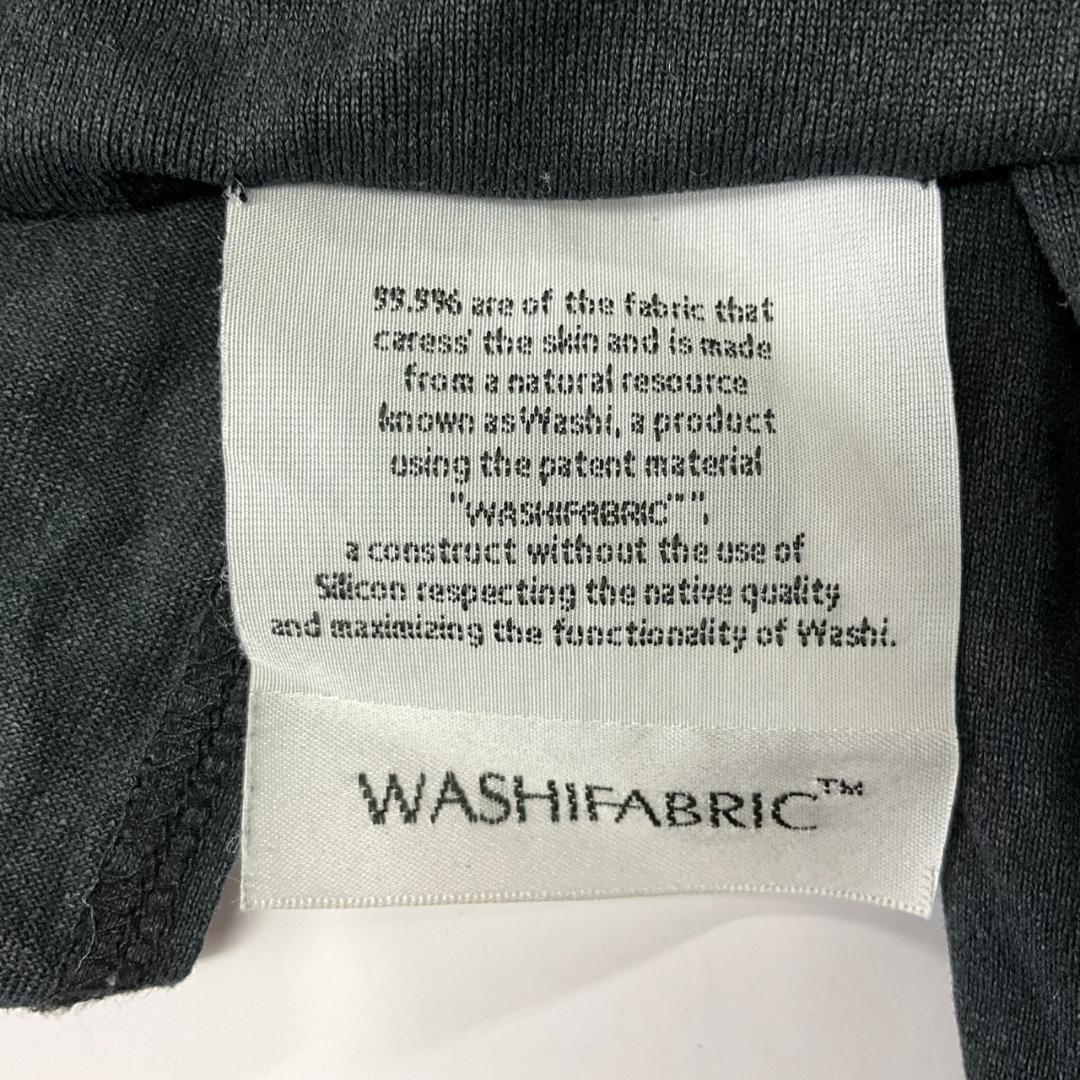 99.9% are of the fabric that
caress' the skin and is made
from a natural resource
known as Washi, a product
using the patent material
"WASHIFABRIC™",
a construct without the use of
Silicon respecting the native quality
and maximizing the functionality of Washi.
WASHIFABRIC™